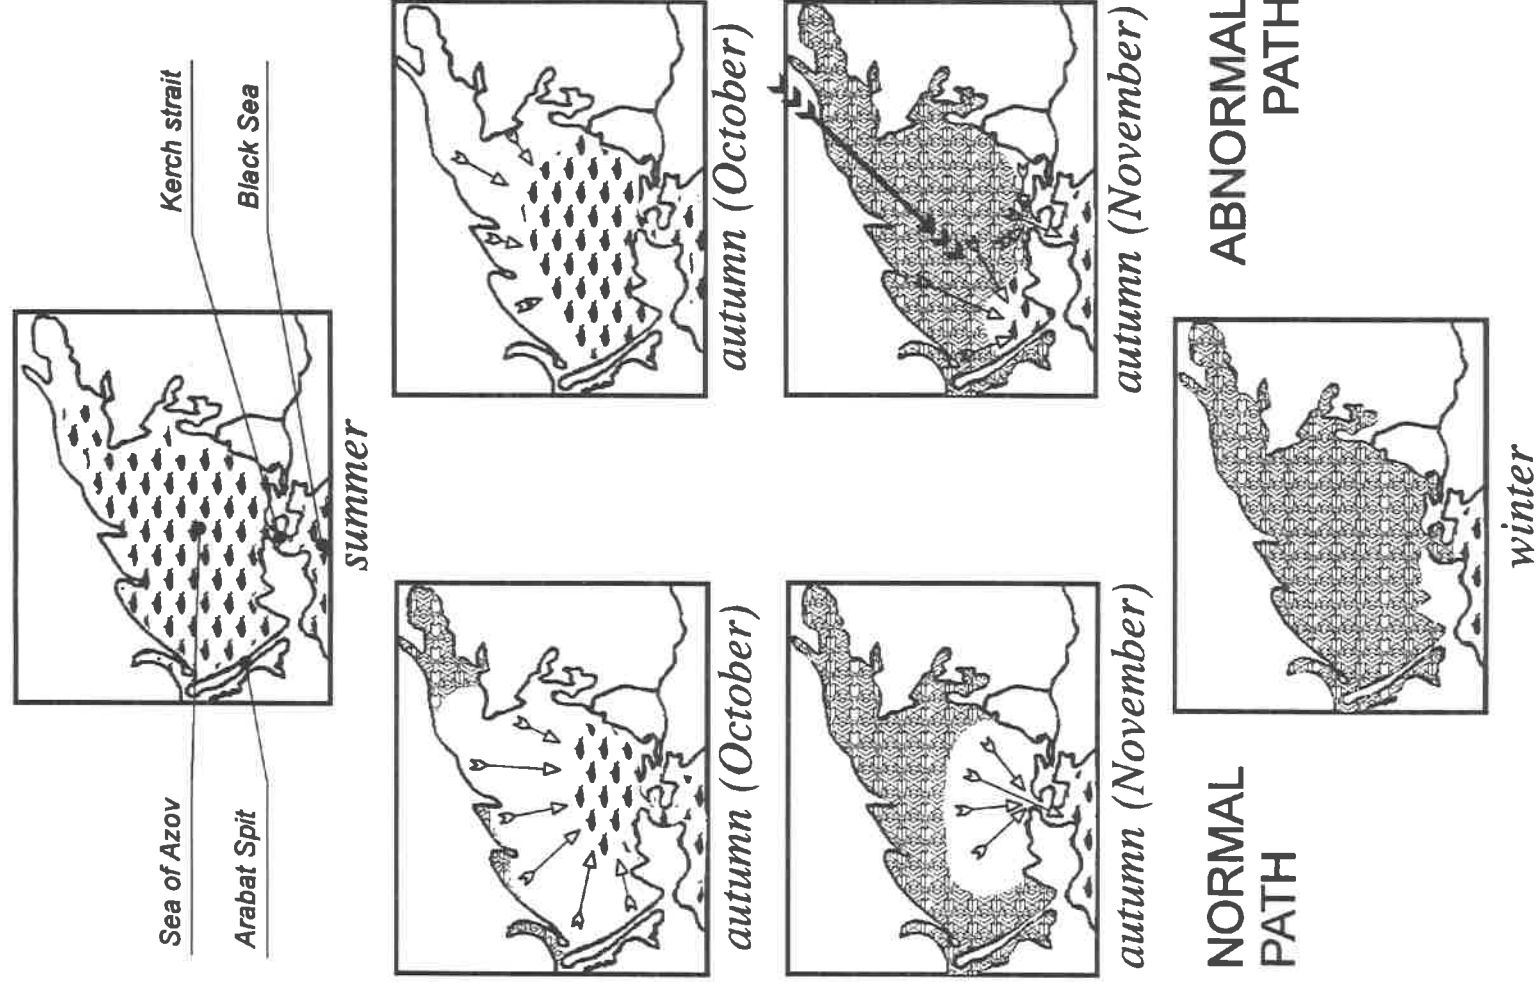 Sea of Azov
Arabat Spit
Kerch strait
Black Sea
summer
autumn (October)
autumn (October)
autumn (November)
autumn (November)
NORMAL
PATH
ABNORMAL
PATH
winter